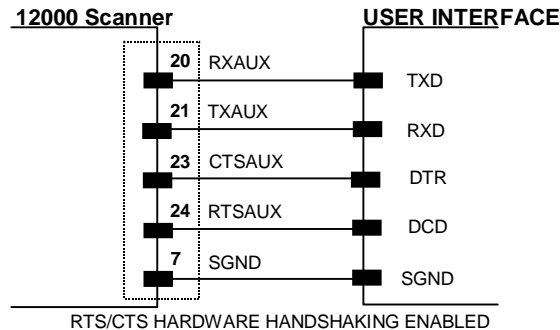 12000 Scanner USER INTERFACE
20 RXAUX TXD
21 TXAUX RXD
23 CTSAUX DTR
24 RTSAUX DCD
7 SGND SGND
RTS/CTS HARDWARE HANDSHAKING ENABLED